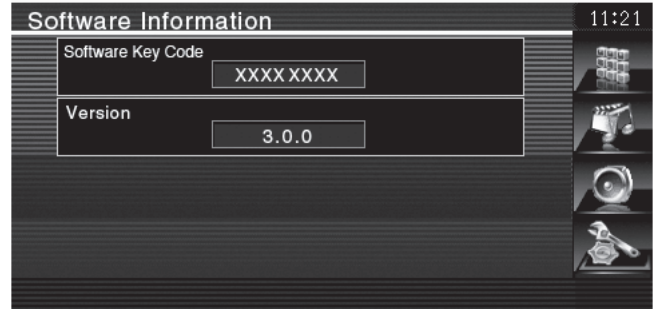 Software Information
11:21
Software Key Code
XXXX XXXX
Version
3.0.0